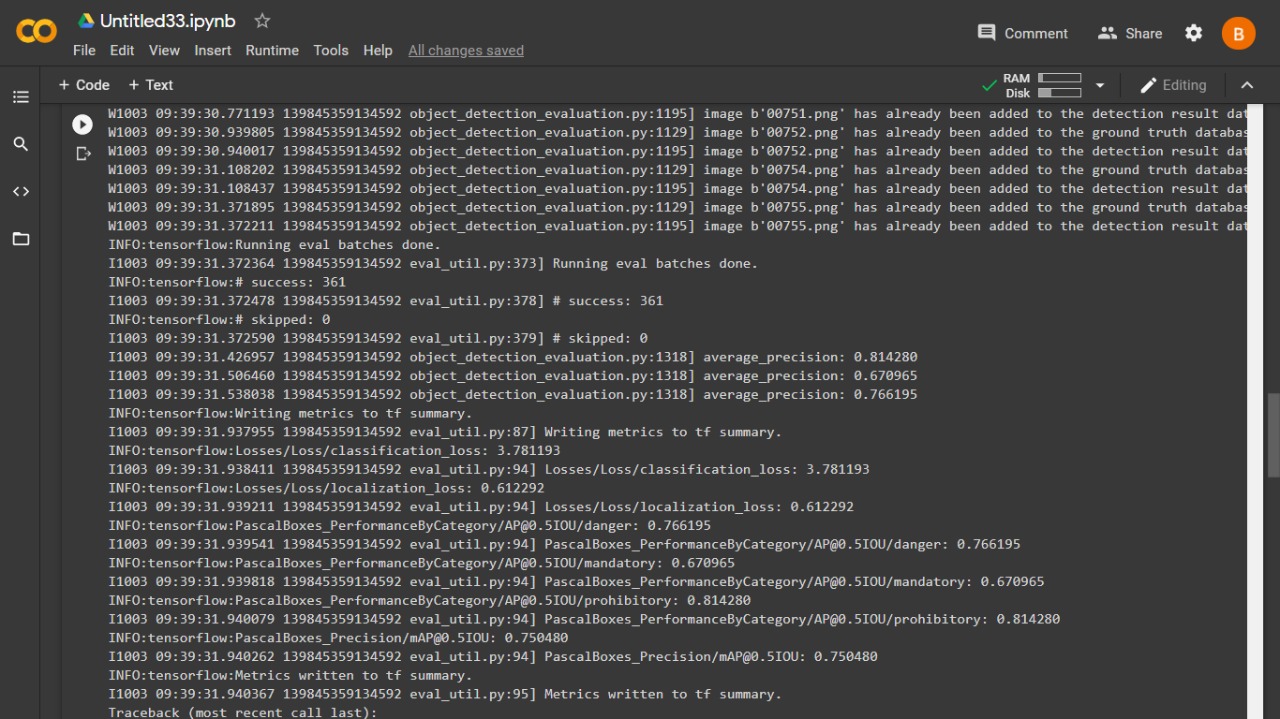 Untitled33.ipynb
File Edit View Insert Runtime Tools Help All changes saved
Comment Share B
+ Code + Text RAM Disk Editing
W1003 09:39:30.771193 139845359134592 object_detection_evaluation.py:1195] image b'00751.png' has already been added to the detection result dat
W1003 09:39:30.939805 139845359134592 object_detection_evaluation.py:1129] image b'00752.png' has already been added to the ground truth databas
W1003 09:39:30.940017 139845359134592 object_detection_evaluation.py:1195] image b'00752.png' has already been added to the detection result dat
W1003 09:39:31.108202 139845359134592 object_detection_evaluation.py:1129] image b'00754.png' has already been added to the ground truth databas
W1003 09:39:31.108437 139845359134592 object_detection_evaluation.py:1195] image b'00754.png' has already been added to the detection result dat
W1003 09:39:31.371895 139845359134592 object_detection_evaluation.py:1129] image b'00755.png' has already been added to the ground truth databas
W1003 09:39:31.372211 139845359134592 object_detection_evaluation.py:1195] image b'00755.png' has already been added to the detection result dat
INFO:tensorflow:Running eval batches done.
I1003 09:39:31.372364 139845359134592 eval_util.py:373] Running eval batches done.
INFO:tensorflow:# success: 361
I1003 09:39:31.372478 139845359134592 eval_util.py:378] # success: 361
INFO:tensorflow:# skipped: 0
I1003 09:39:31.372590 139845359134592 eval_util.py:379] # skipped: 0
I1003 09:39:31.426957 139845359134592 object_detection_evaluation.py:1318] average_precision: 0.814280
I1003 09:39:31.506460 139845359134592 object_detection_evaluation.py:1318] average_precision: 0.670965
I1003 09:39:31.538038 139845359134592 object_detection_evaluation.py:1318] average_precision: 0.766195
INFO:tensorflow:Writing metrics to tf summary.
I1003 09:39:31.937955 139845359134592 eval_util.py:87] Writing metrics to tf summary.
INFO:tensorflow:Losses/Loss/classification_loss: 3.781193
I1003 09:39:31.938411 139845359134592 eval_util.py:94] Losses/Loss/classification_loss: 3.781193
INFO:tensorflow:Losses/Loss/localization_loss: 0.612292
I1003 09:39:31.939211 139845359134592 eval_util.py:94] Losses/Loss/localization_loss: 0.612292
INFO:tensorflow:PascalBoxes_PerformanceByCategory/AP@0.5IOU/danger: 0.766195
I1003 09:39:31.939541 139845359134592 eval_util.py:94] PascalBoxes_PerformanceByCategory/AP@0.5IOU/danger: 0.766195
INFO:tensorflow:PascalBoxes_PerformanceByCategory/AP@0.5IOU/mandatory: 0.670965
I1003 09:39:31.939818 139845359134592 eval_util.py:94] PascalBoxes_PerformanceByCategory/AP@0.5IOU/mandatory: 0.670965
INFO:tensorflow:PascalBoxes_PerformanceByCategory/AP@0.5IOU/prohibitory: 0.814280
I1003 09:39:31.940079 139845359134592 eval_util.py:94] PascalBoxes_PerformanceByCategory/AP@0.5IOU/prohibitory: 0.814280
INFO:tensorflow:PascalBoxes_Precision/mAP@0.5IOU: 0.750480
I1003 09:39:31.940262 139845359134592 eval_util.py:94] PascalBoxes_Precision/mAP@0.5IOU: 0.750480
INFO:tensorflow:Metrics written to tf summary.
I1003 09:39:31.940367 139845359134592 eval_util.py:95] Metrics written to tf summary.
Traceback (most recent call last):